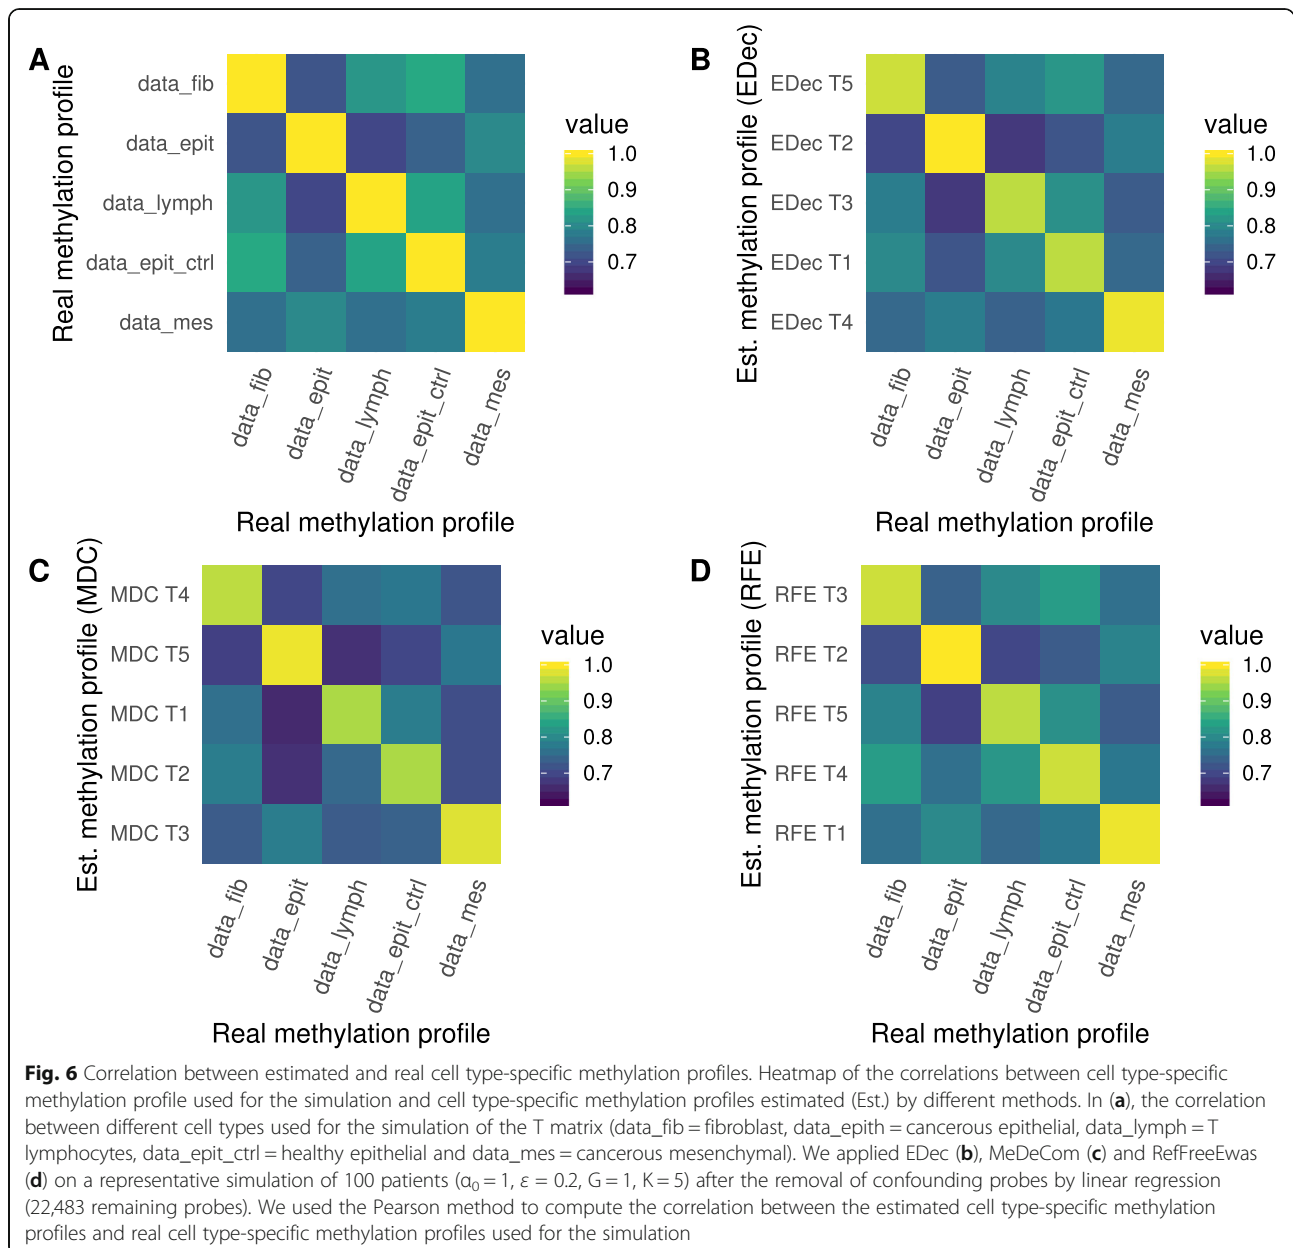 A
Real methylation profile
data_fib
data_epit
data_lymph
data_epit_ctrl
data_mes
data_fib
data_epit
data_lymph
data_epit_ctrl
data_mes
Real methylation profile
value
1.0
0.9
0.8
0.7
B
Est. methylation profile (EDec)
EDec T5
EDec T2
EDec T3
EDec T1
EDec T4
data_fib
data_epit
data_lymph
data_epit_ctrl
data_mes
Real methylation profile
value
1.0
0.9
0.8
0.7
C
Est. methylation profile (MDC)
MDC T4
MDC T5
MDC T1
MDC T2
MDC T3
data_fib
data_epit
data_lymph
data_epit_ctrl
data_mes
Real methylation profile
value
1.0
0.9
0.8
0.7
D
Est. methylation profile (RFE)
RFE T3
RFE T2
RFE T5
RFE T4
RFE T1
data_fib
data_epit
data_lymph
data_epit_ctrl
data_mes
Real methylation profile
value
1.0
0.9
0.8
0.7
Fig. 6 Correlation between estimated and real cell type-specific methylation profiles. Heatmap of the correlations between cell type-specific
methylation profile used for the simulation and cell type-specific methylation profiles estimated (Est.) by different methods. In (a), the correlation
between different cell types used for the simulation of the T matrix (data_fib = fibroblast, data_epith = cancerous epithelial, data_lymph = T
lymphocytes, data_epit_ctrl = healthy epithelial and data_mes = cancerous mesenchymal). We applied EDec (b), MeDeCom (c) and RefFreeEwas
(d) on a representative simulation of 100 patients (α₀ = 1, ε = 0.2, G = 1, K = 5) after the removal of confounding probes by linear regression
(22,483 remaining probes). We used the Pearson method to compute the correlation between the estimated cell type-specific methylation
profiles and real cell type-specific methylation profiles used for the simulation